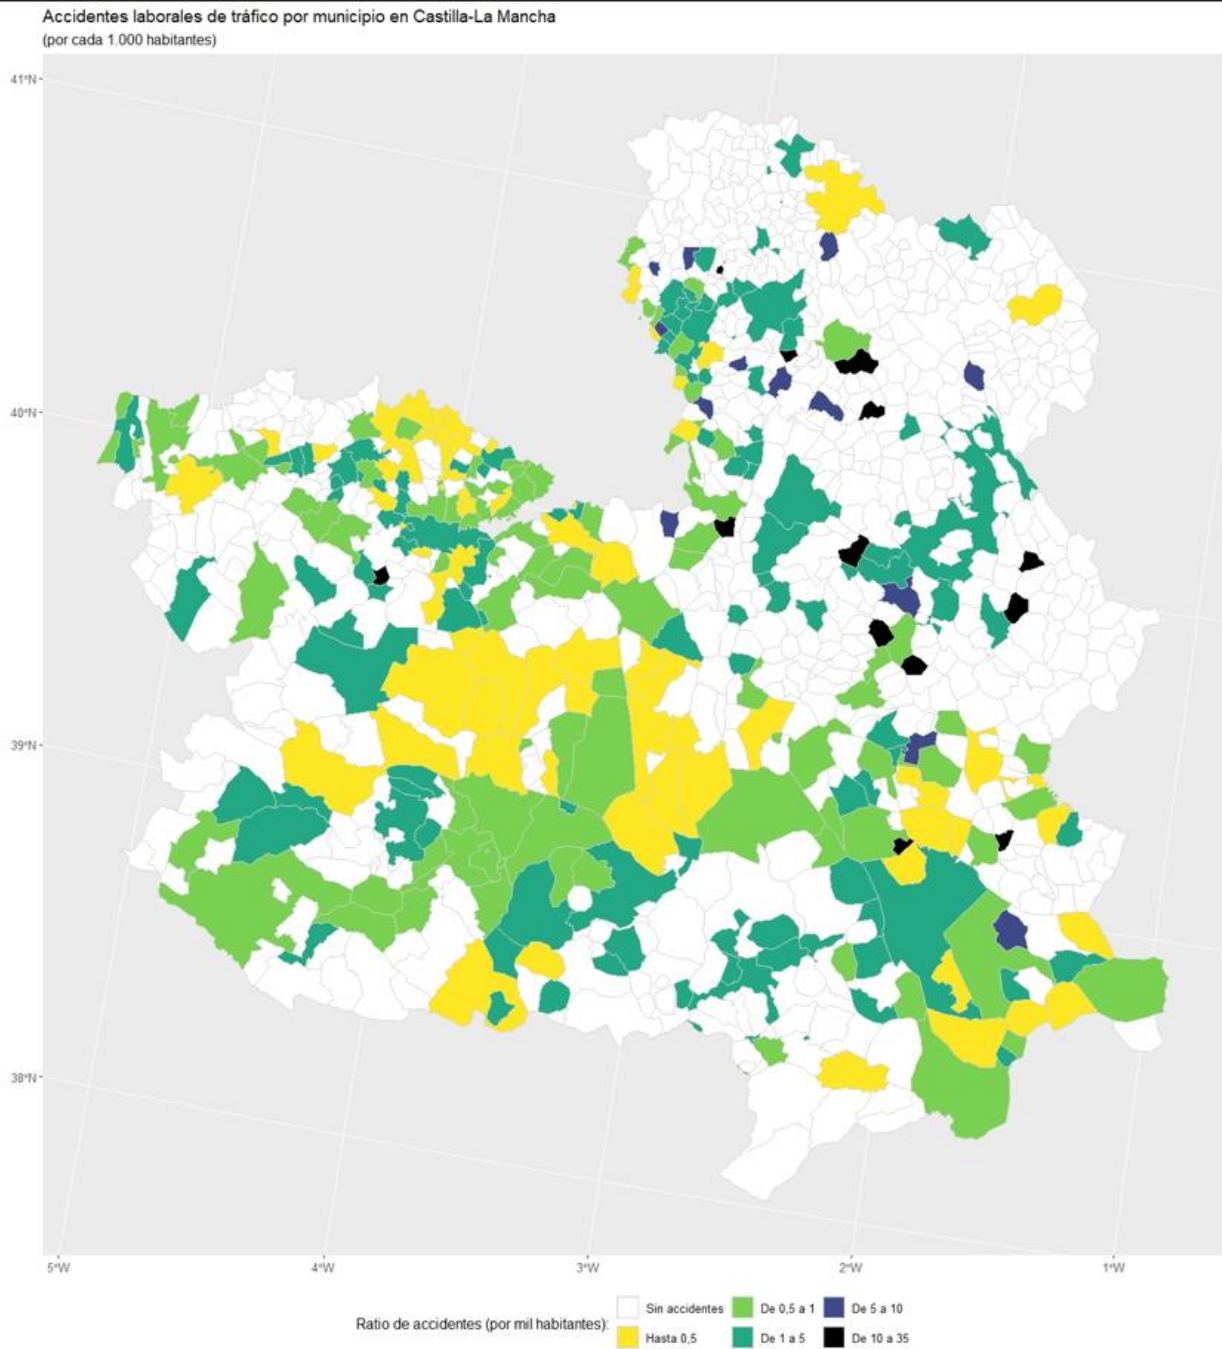 Accidentes laborales de tráfico por municipio en Castilla-La Mancha
(por cada 1.000 habitantes)
41°N
40°N
39°N
38°N
5°W 4°W 3°W 2°W 1°W
Ratio de accidentes (por mil habitantes):
Sin accidentes De 0,5 a 1 De 5 a 10
Hasta 0,5 De 1 a 5 De 10 a 35